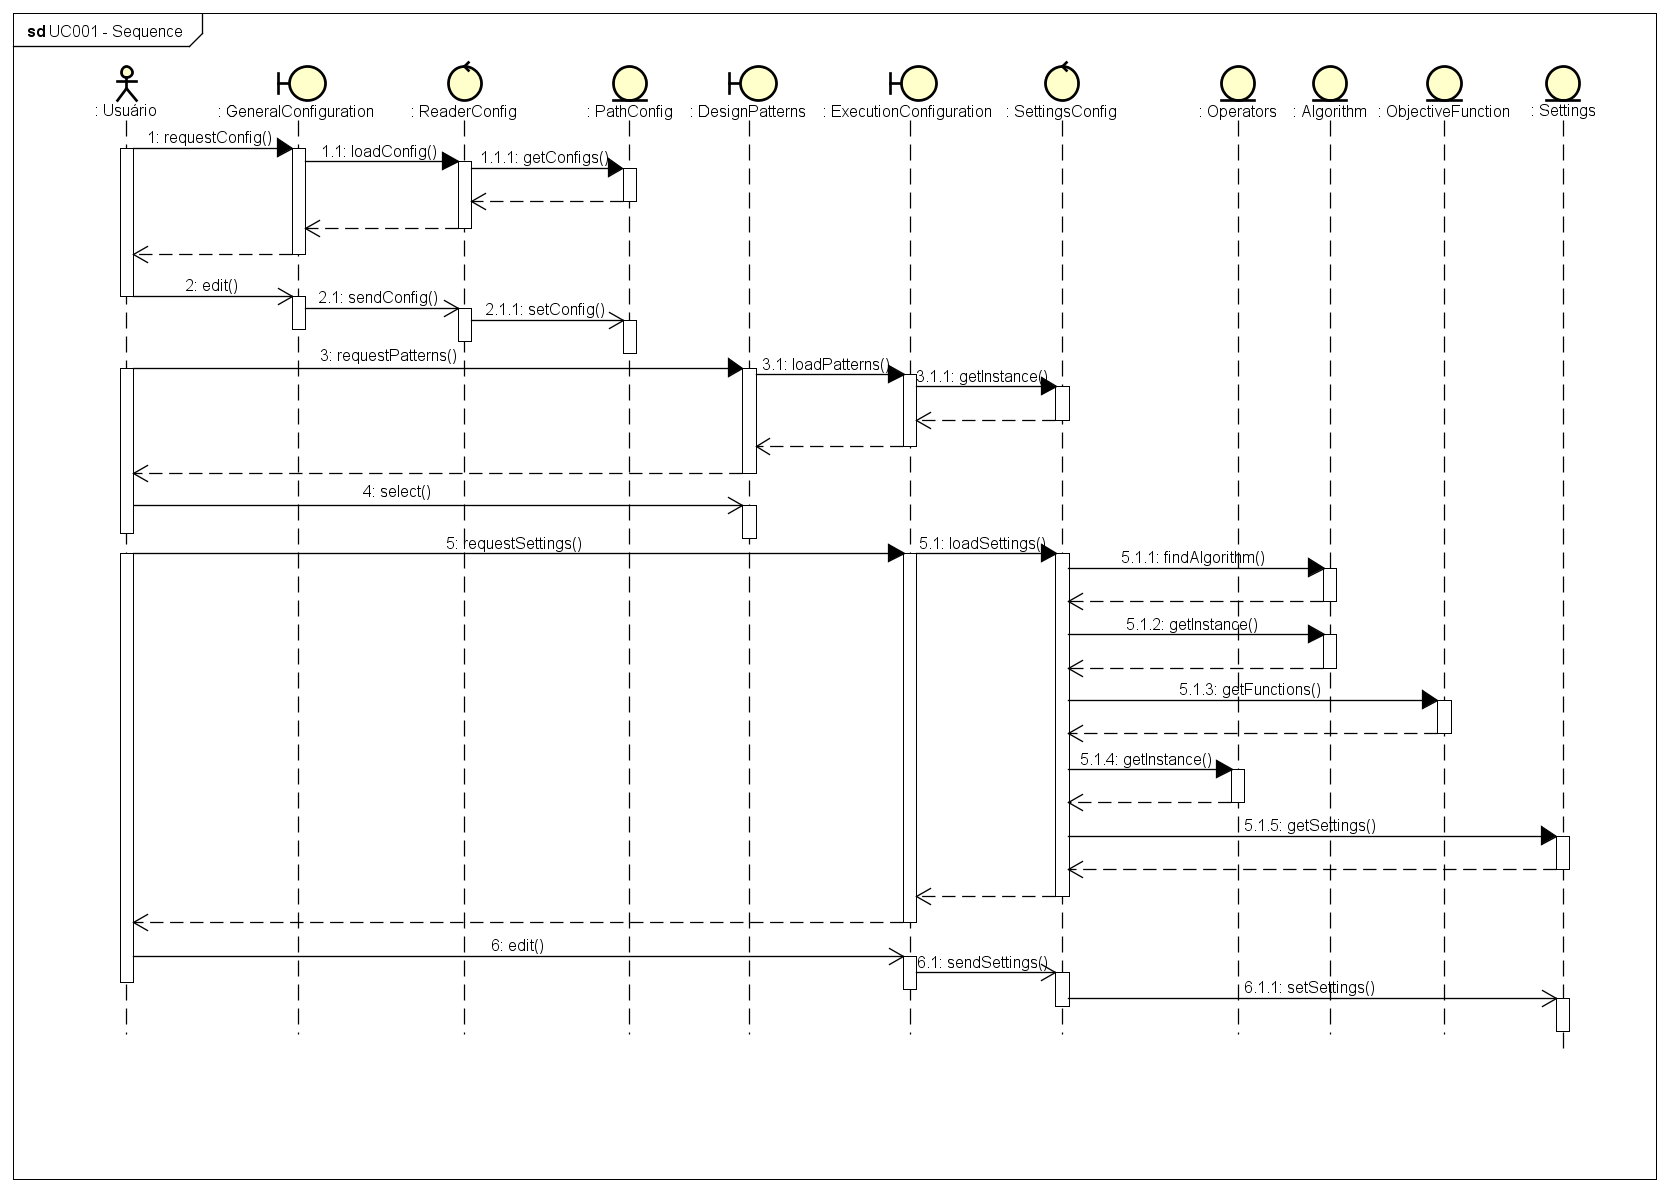 sd UC001 - Sequence
: Usuário
: GeneralConfiguration
: ReaderConfig
: PathConfig
: DesignPatterns
: ExecutionConfiguration
: SettingsConfig
: Operators
: Algorithm
: ObjectiveFunction
: Settings
1: requestConfig()
1.1: loadConfig()
1.1.1: getConfigs()
2: edit()
2.1: sendConfig()
2.1.1: setConfig()
3: requestPatterns()
3.1: loadPatterns()
3.1.1: getInstance()
4: select()
5: requestSettings()
5.1: loadSettings()
5.1.1: findAlgorithm()
5.1.2: getInstance()
5.1.3: getFunctions()
5.1.4: getInstance()
5.1.5: getSettings()
6: edit()
6.1: sendSettings()
6.1.1: setSettings()